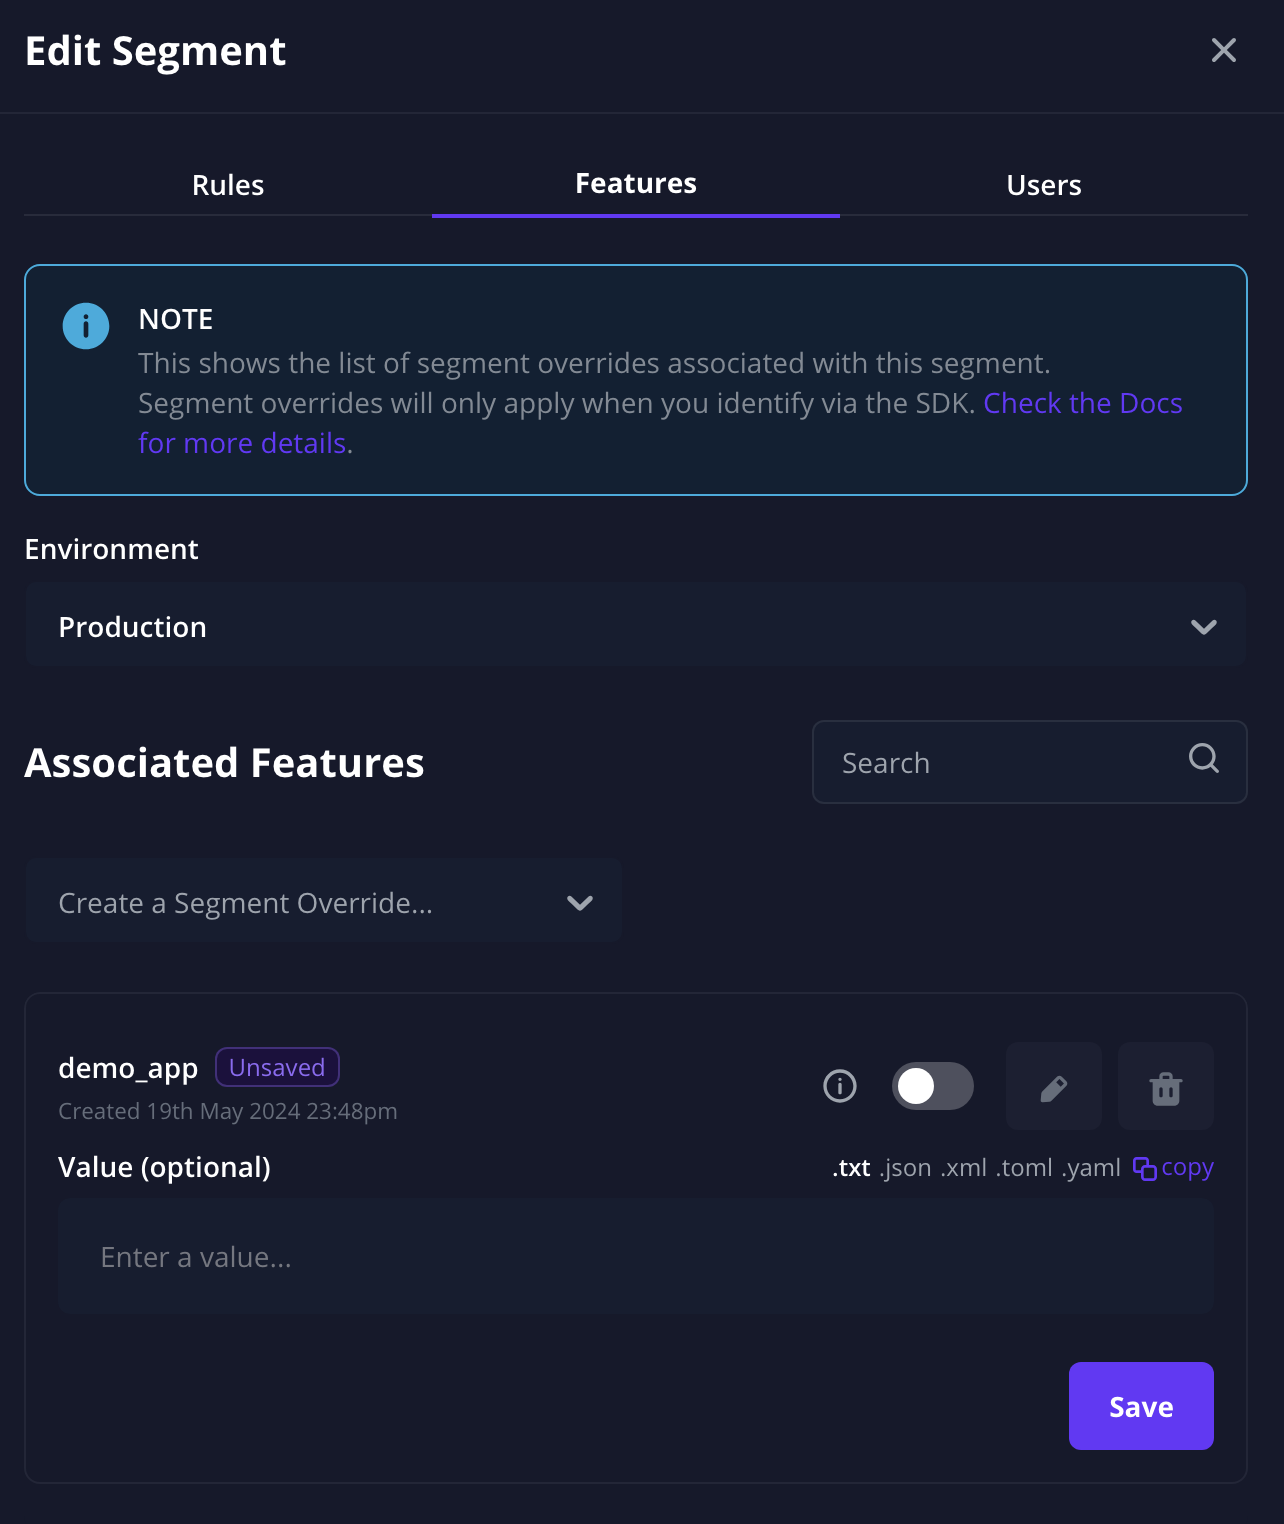 Edit Segment
Rules
Features
Users
NOTE
This shows the list of segment overrides associated with this segment.
Segment overrides will only apply when you identify via the SDK. Check the Docs
for more details.
Environment
Production
Associated Features
Search
Create a Segment Override...
demo_app Unsaved
Created 19th May 2024 23:48pm
Value (optional)
.txt .json .xml .toml .yaml copy
Enter a value...
Save